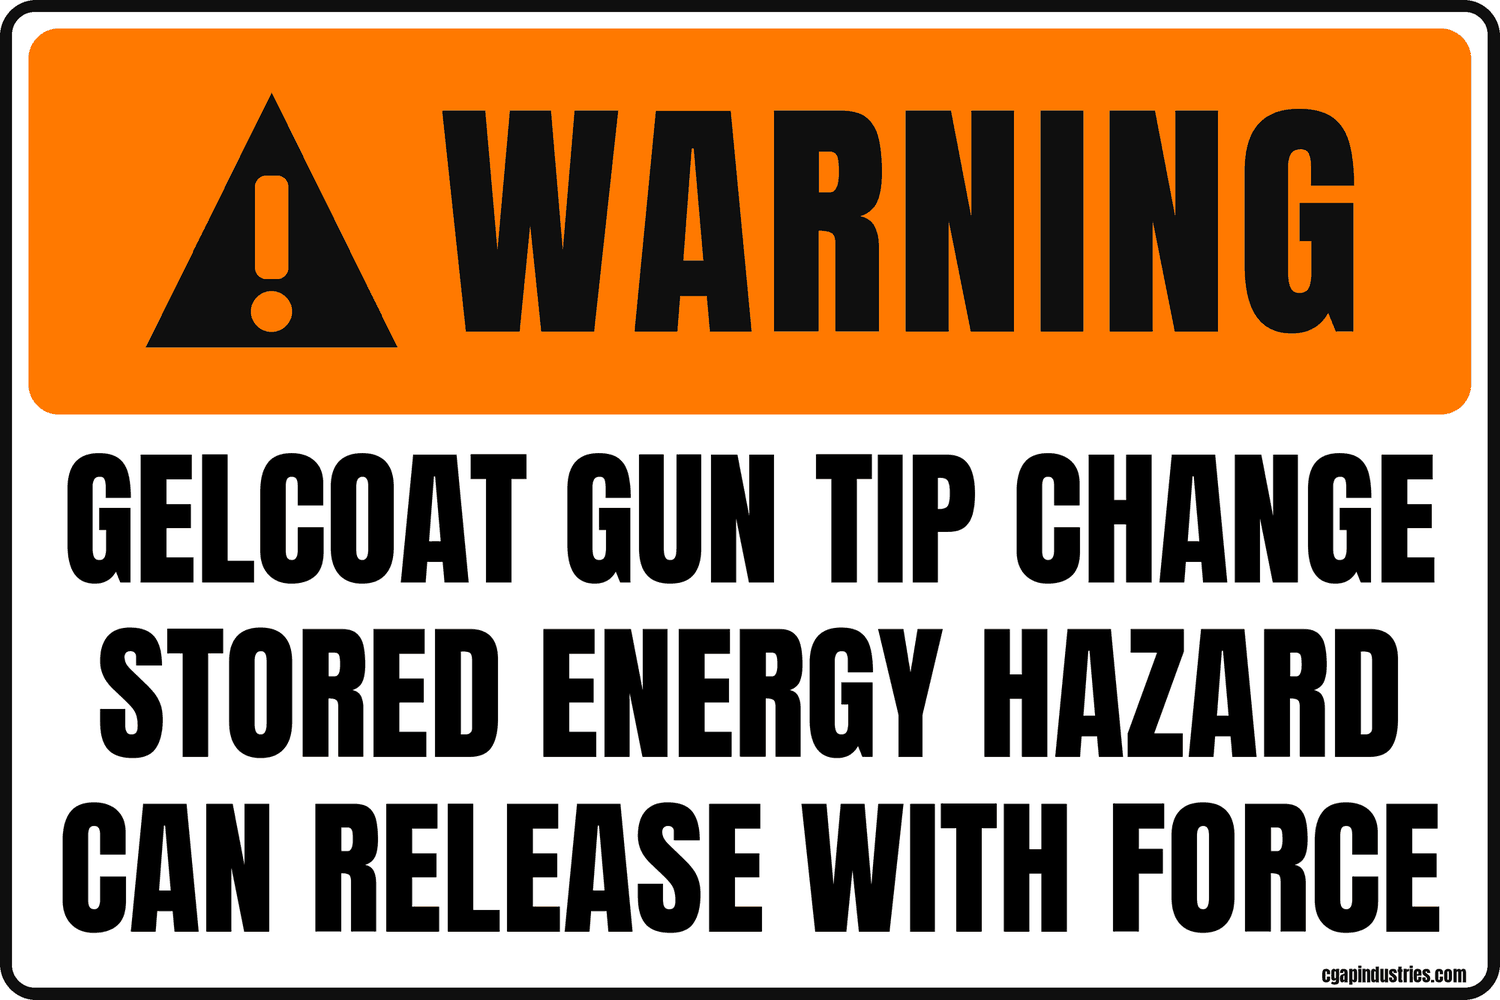 WARNING
GELCOAT GUN TIP CHANGE
STORED ENERGY HAZARD
CAN RELEASE WITH FORCE
cgapindustries.com